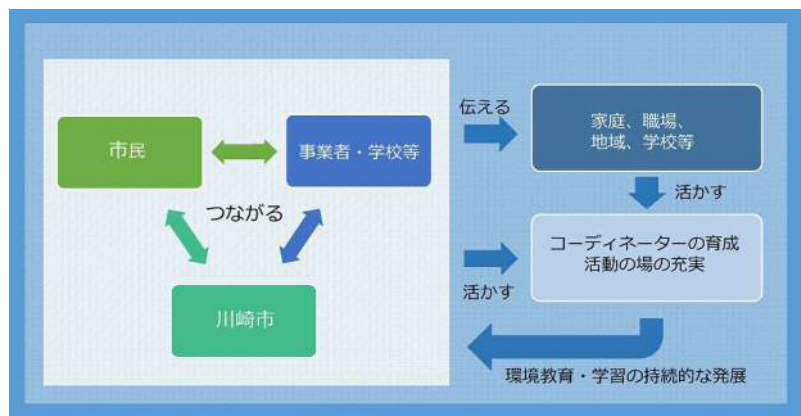 市民
事業者・学校等
つながる
川崎市
伝える
家庭、職場、
地域、学校等
活かす
コーディネーターの育成
活動の場の充実
活かす
環境教育・学習の持続的な発展